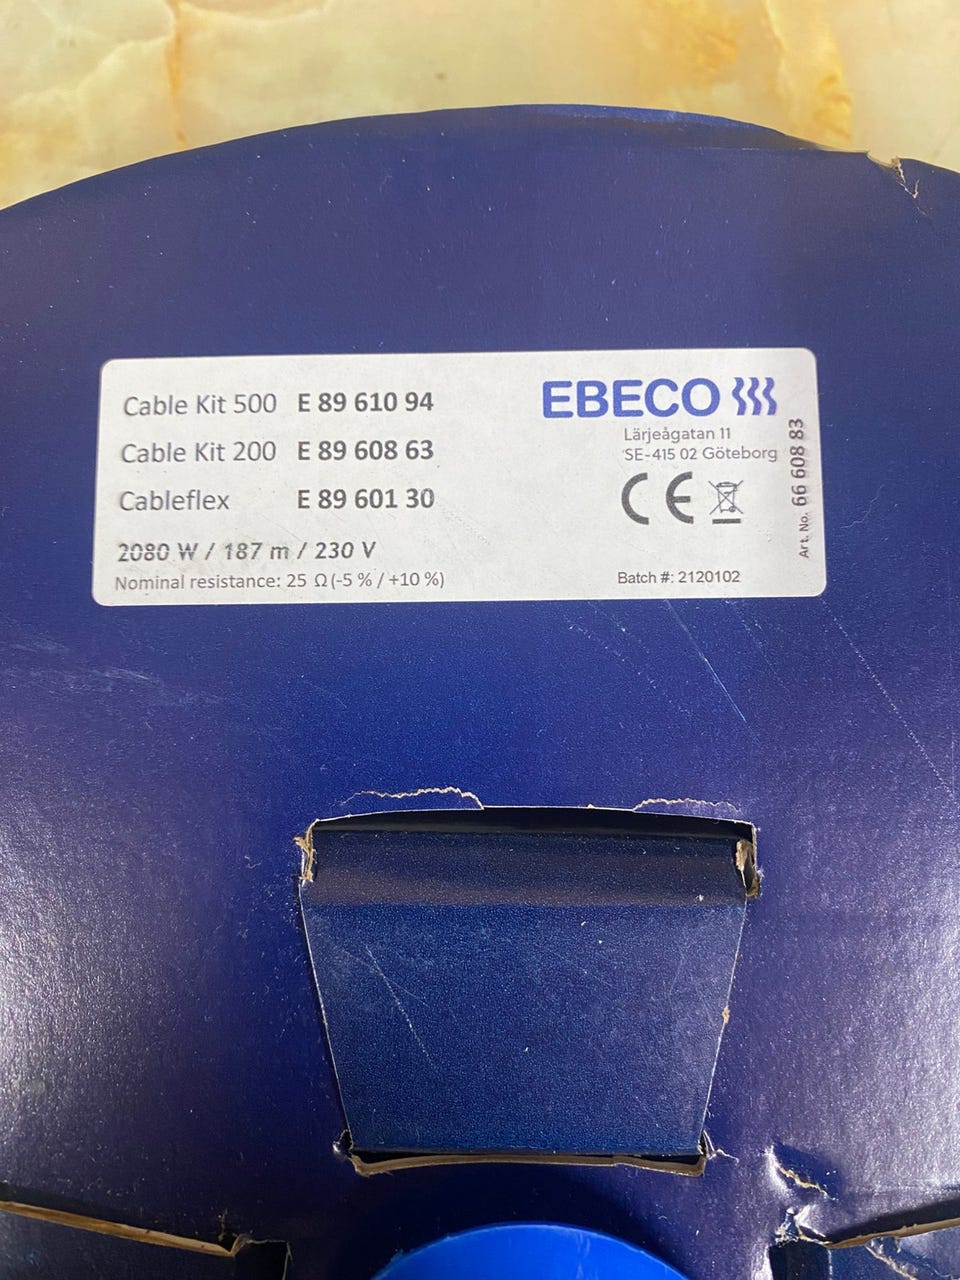 Cable Kit 500 E 89 610 94
Cable Kit 200 E 89 608 63
Cableflex E 89 601 30
2080 W / 187 m / 230 V
Nominal resistance: 25 Ω (-5 % / +10 %)
EBECO
Lärjeågatan 11
SE-415 02 Göteborg
CE
Batch #: 2120102
Art. No. 66 608 83